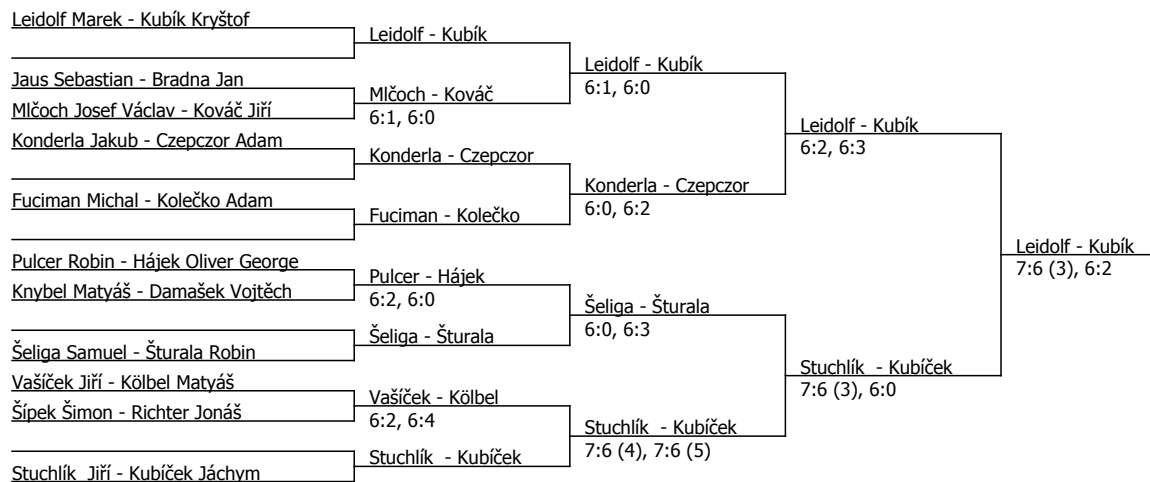 Leidolf Marek - Kubík Kryštof
Leidolf - Kubík
Leidolf - Kubík
6:1, 6:0
Jaus Sebastian - Bradna Jan
Mlčoch - Kováč
6:1, 6:0
Mlčoch Josef Václav - Kováč Jiří
Leidolf - Kubík
6:2, 6:3
Konderla Jakub - Czepczor Adam
Konderla - Czepczor
Konderla - Czepczor
6:0, 6:2
Fuciman Michal - Kolečko Adam
Fuciman - Kolečko
Leidolf - Kubík
7:6 (3), 6:2
Pulcer Robin - Hájek Oliver George
Pulcer - Hájek
6:2, 6:0
Knybel Matyáš - Damašek Vojtěch
Šeliga - Šturala
6:0, 6:3
Šeliga - Šturala
Šeliga Samuel - Šturala Robin
Stuchlík  - Kubíček
7:6 (3), 6:0
Vašíček Jiří - Kölbel Matyáš
Vašíček - Kölbel
6:2, 6:4
Šípek Šimon - Richter Jonáš
Stuchlík  - Kubíček
7:6 (4), 7:6 (5)
Stuchlík  - Kubíček
Stuchlík  Jiří - Kubíček Jáchym